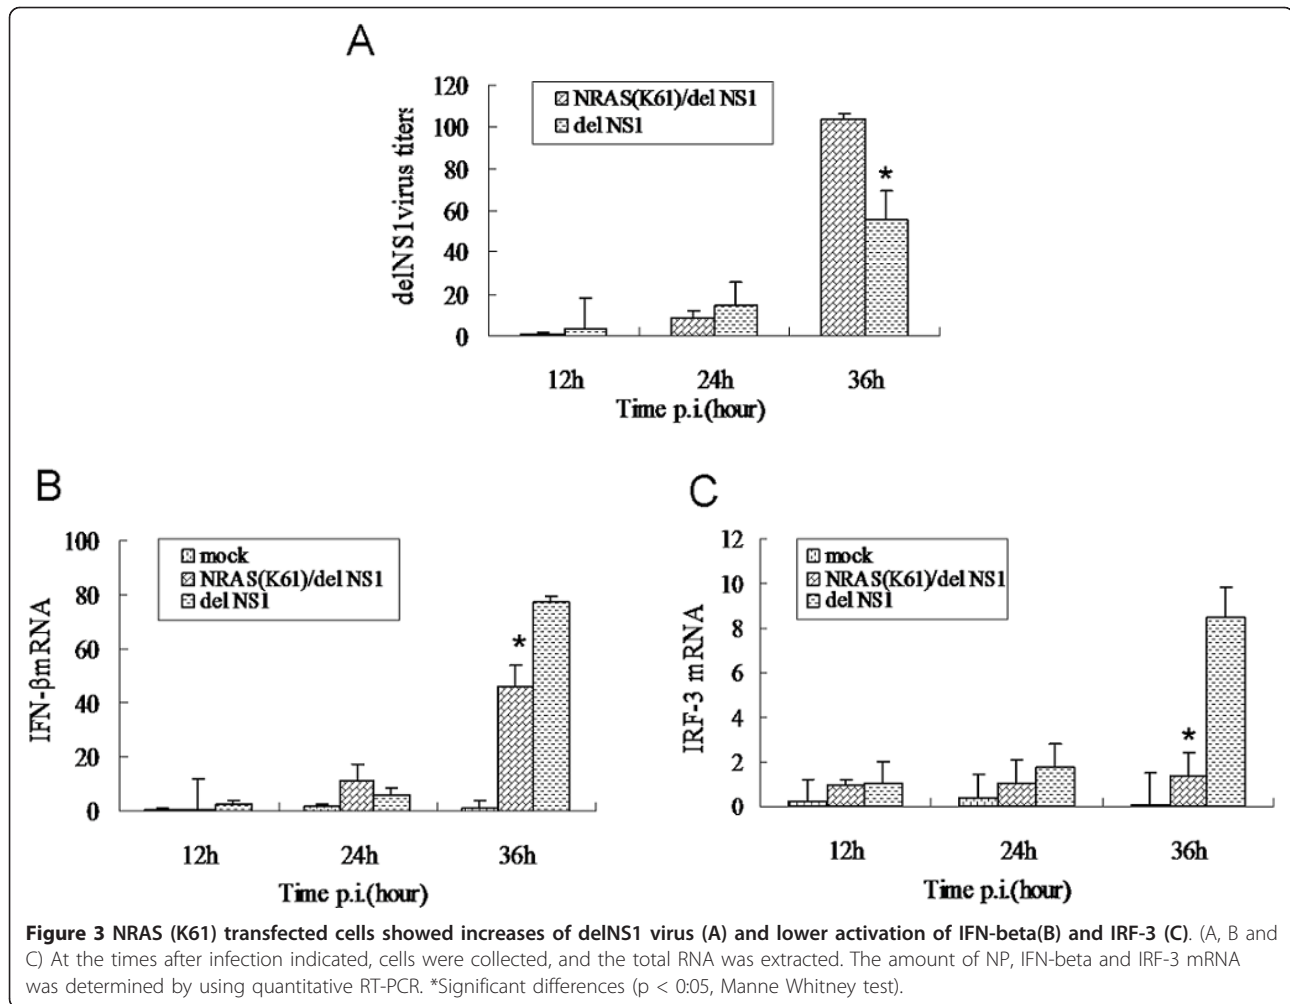 A
delNS1 virus titers
120
100
80
60
40
20
0
NRAS(K61)/del NS1
del NS1
*
12h 24h 36h
Time p.i.(hour)
B
IFN-βmRNA
100
80
60
40
20
0
mock
NRAS(K61)/del NS1
del NS1
*
12h 24h 36h
Time p.i.(hour)
C
IRF-3 mRNA
12
10
8
6
4
2
0
mock
NRAS(K61)/del NS1
del NS1
*
12h 24h 36h
Time p.i.(hour)
Figure 3 NRAS (K61) transfected cells showed increases of delNS1 virus (A) and lower activation of IFN-beta(B) and IRF-3 (C). (A, B and
C) At the times after infection indicated, cells were collected, and the total RNA was extracted. The amount of NP, IFN-beta and IRF-3 mRNA
was determined by using quantitative RT-PCR. *Significant differences (p < 0:05, Manne Whitney test).